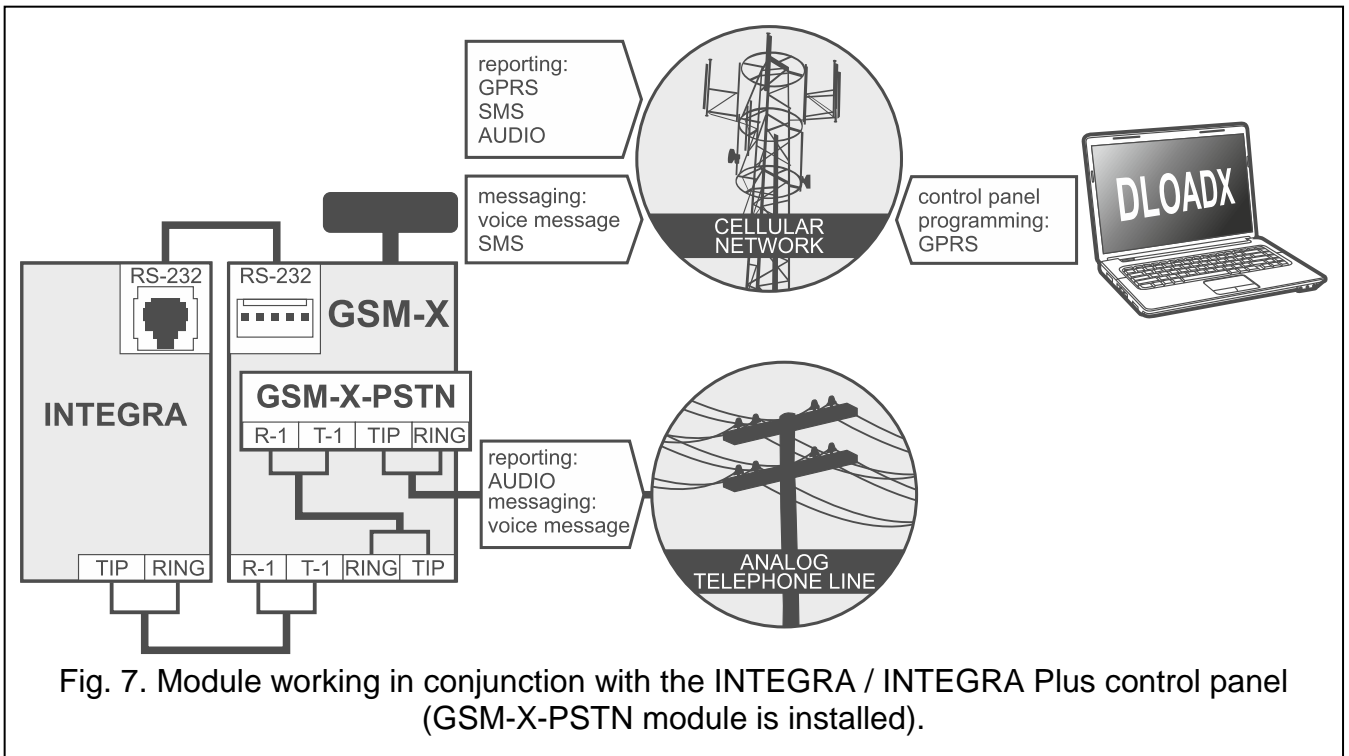 reporting:
GPRS
SMS
AUDIO
messaging:
voice message
SMS
CELLULAR
NETWORK
control panel
programming:
GPRS
DLOADX
RS-232
RS-232
GSM-X
INTEGRA
GSM-X-PSTN
R-1 T-1 TIP RING
reporting:
AUDIO
messaging:
voice message
ANALOG
TELEPHONE LINE
TIP RING
R-1 T-1 RING TIP
Fig. 7. Module working in conjunction with the INTEGRA / INTEGRA Plus control panel
(GSM-X-PSTN module is installed).